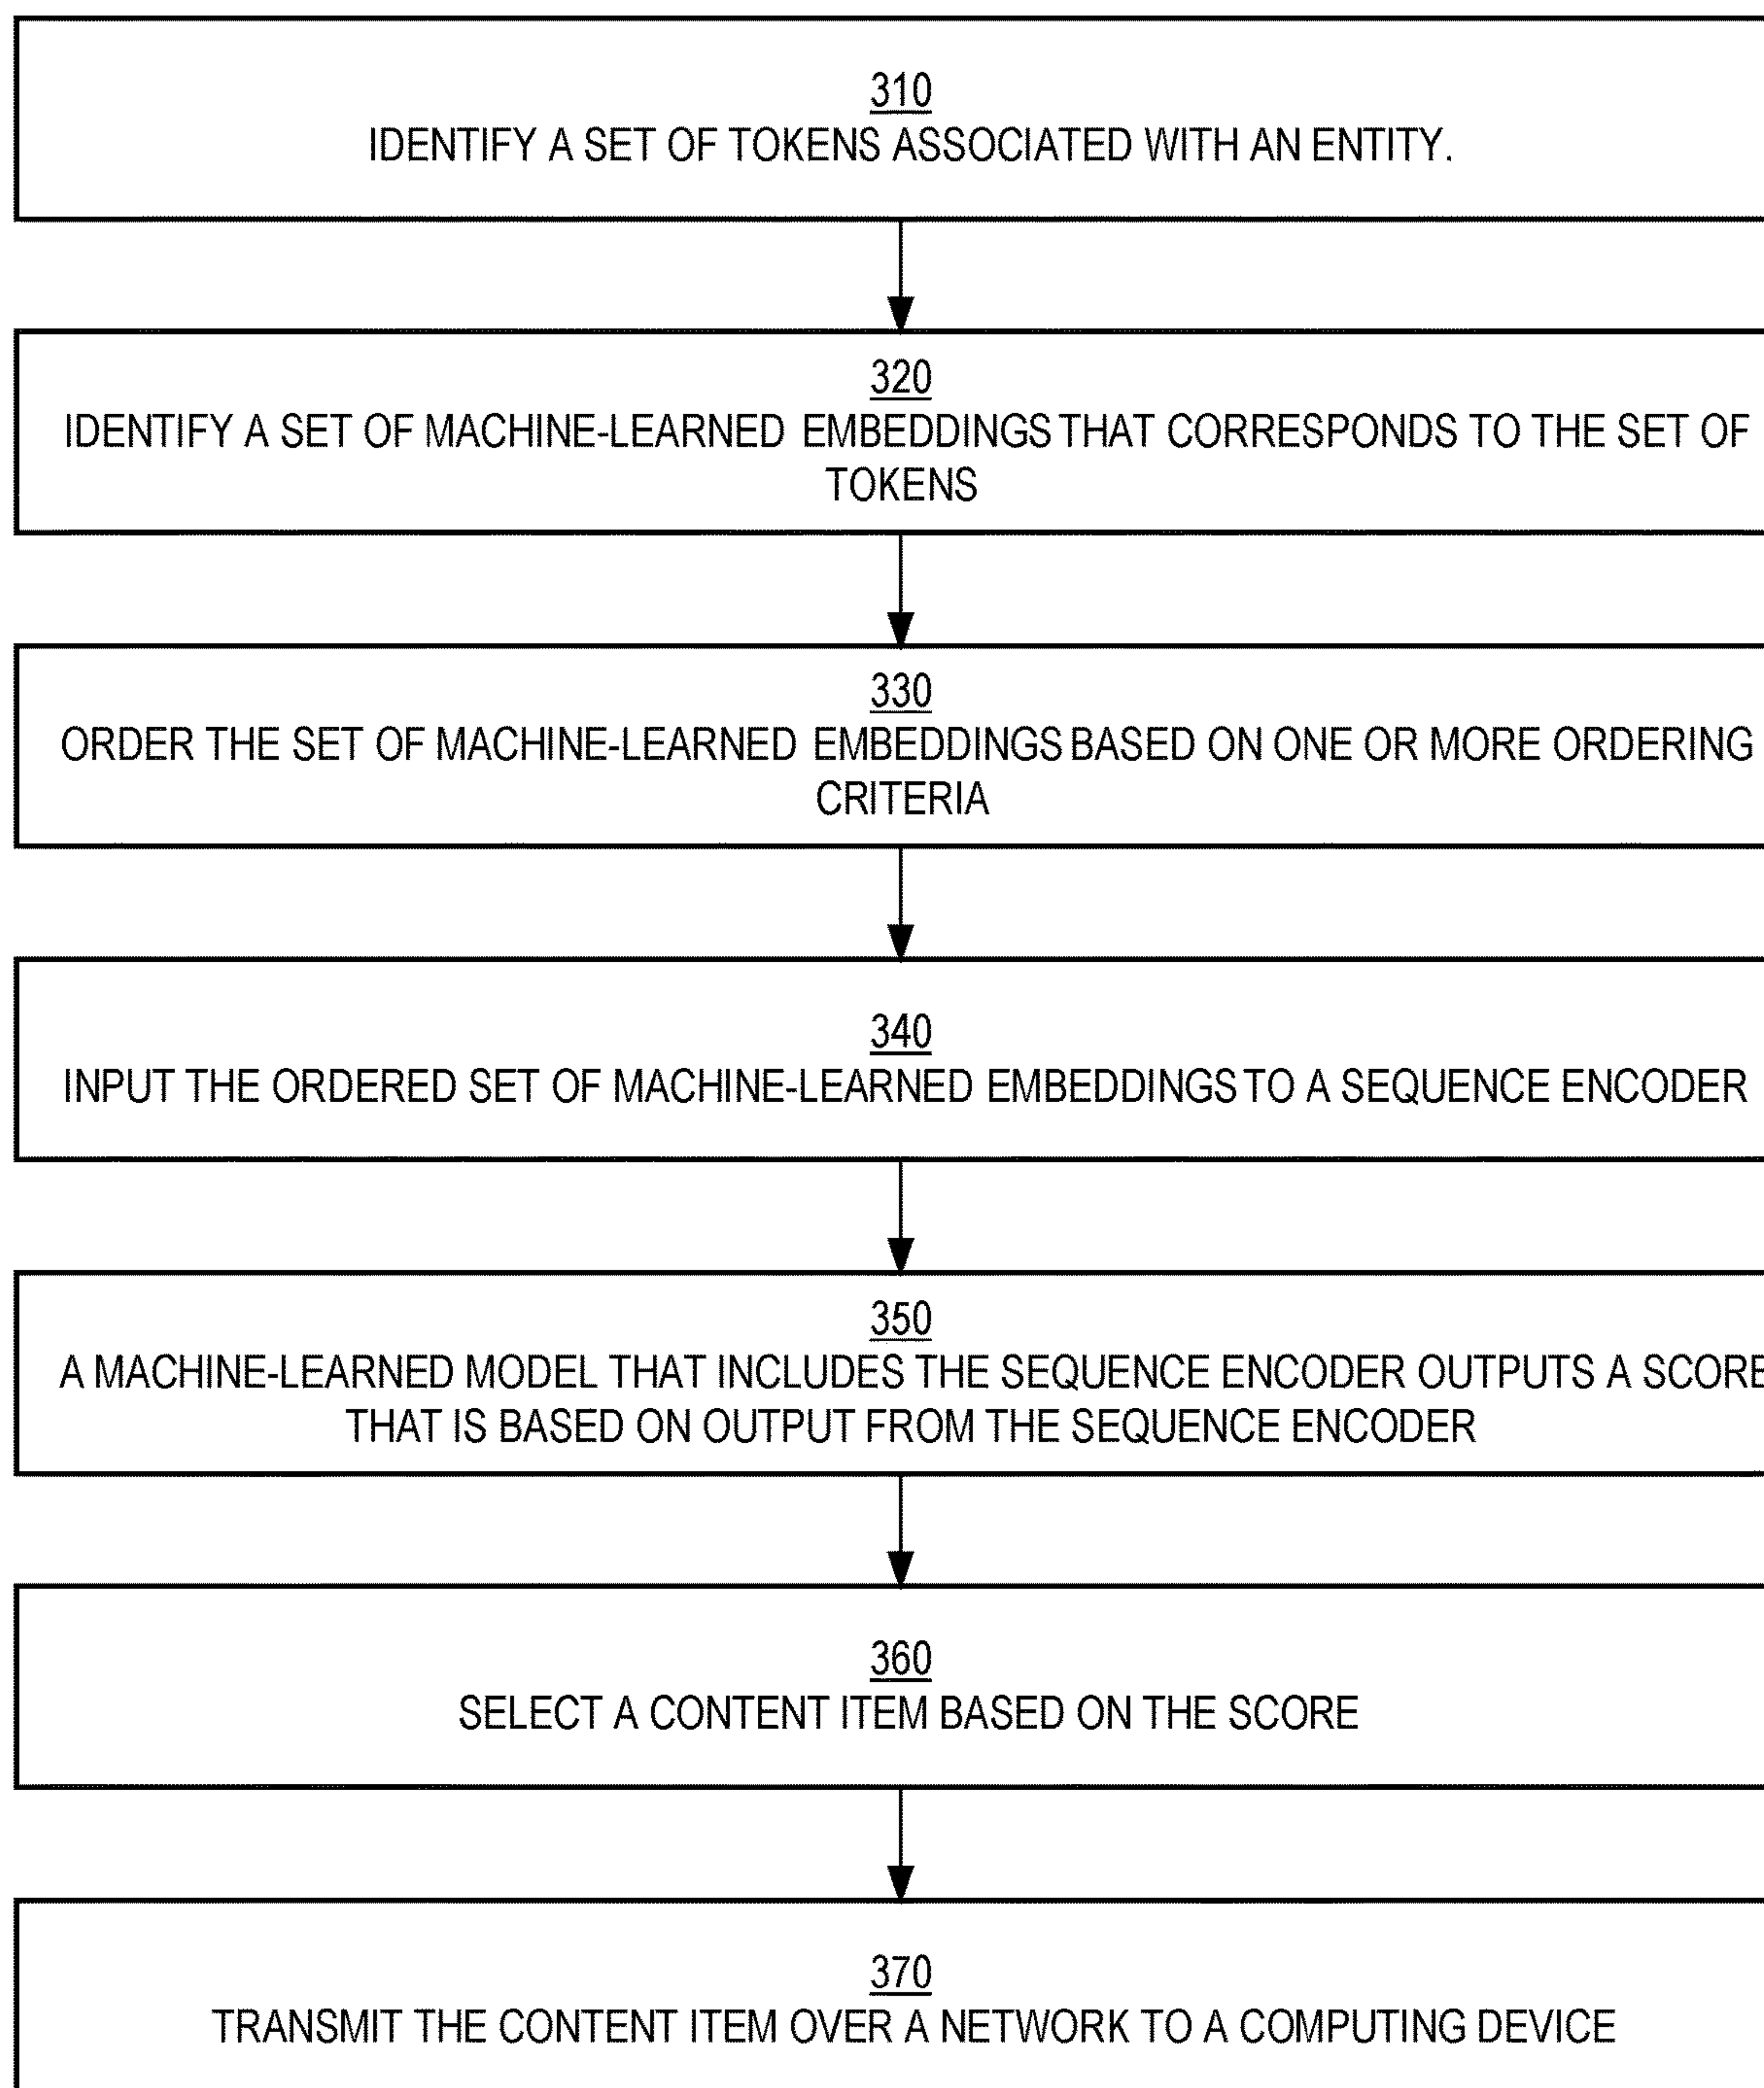 310
IDENTIFY A SET OF TOKENS ASSOCIATED WITH AN ENTITY.
320
IDENTIFY A SET OF MACHINE-LEARNED EMBEDDINGS THAT CORRESPONDS TO THE SET OF
TOKENS
330
ORDER THE SET OF MACHINE-LEARNED EMBEDDINGS BASED ON ONE OR MORE ORDERING
CRITERIA
340
INPUT THE ORDERED SET OF MACHINE-LEARNED EMBEDDINGS TO A SEQUENCE ENCODER
350
A MACHINE-LEARNED MODEL THAT INCLUDES THE SEQUENCE ENCODER OUTPUTS A SCORE
THAT IS BASED ON OUTPUT FROM THE SEQUENCE ENCODER
360
SELECT A CONTENT ITEM BASED ON THE SCORE
370
TRANSMIT THE CONTENT ITEM OVER A NETWORK TO A COMPUTING DEVICE